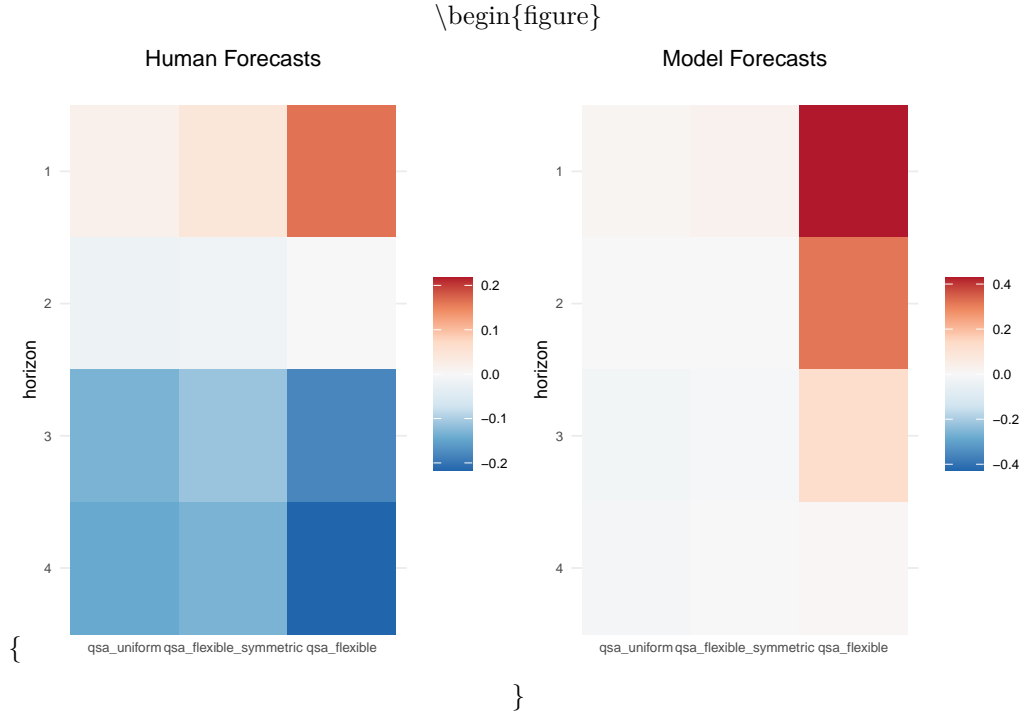 \begin{figure}
Human Forecasts
Model Forecasts
horizon
1
2
3
4
qsa_uniform qsa_flexible_symmetric qsa_flexible
0.2
0.1
0.0
−0.1
−0.2
horizon
1
2
3
4
qsa_uniform qsa_flexible_symmetric qsa_flexible
0.4
0.2
0.0
−0.2
−0.4
{
}